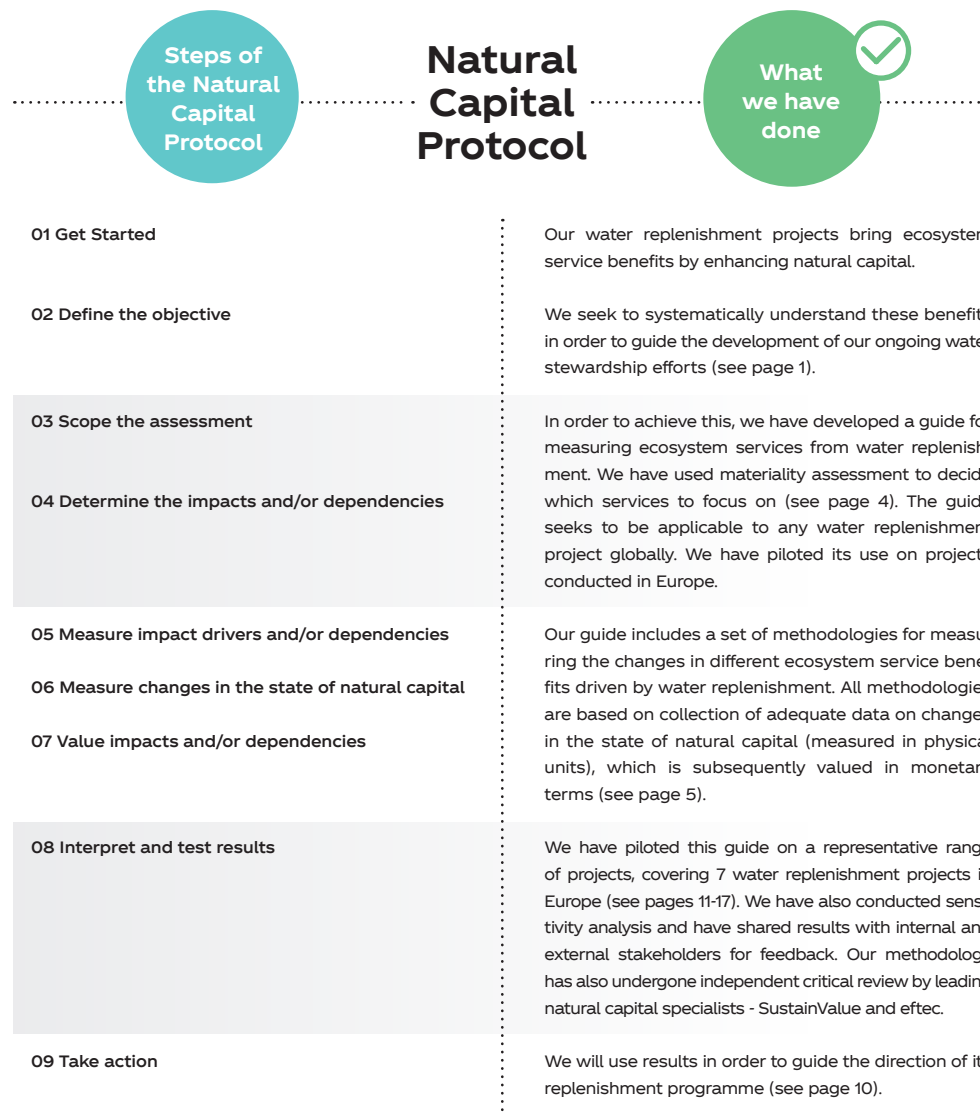 Steps of
the Natural
Capital
Protocol
Natural
Capital
Protocol
What
we have
done
01 Get Started
Our water replenishment projects bring ecosyster
service benefits by enhancing natural capital.
02 Define the objective
We seek to systematically understand these benefit
in order to guide the development of our ongoing wate
stewardship efforts (see page 1).
03 Scope the assessment
04 Determine the impacts and/or dependencies
In order to achieve this, we have developed a guide fo
measuring ecosystem services from water replenish
ment. We have used materiality assessment to decid
which services to focus on (see page 4). The guid
seeks to be applicable to any water replenishmen
project globally. We have piloted its use on project
conducted in Europe.
05 Measure impact drivers and/or dependencies
06 Measure changes in the state of natural capital
07 Value impacts and/or dependencies
Our guide includes a set of methodologies for measu
ring the changes in different ecosystem service bene
fits driven by water replenishment. All methodologie
are based on collection of adequate data on change
in the state of natural capital (measured in physica
units), which is subsequently valued in monetar
terms (see page 5).
08 Interpret and test results
We have piloted this guide on a representative rang
of projects, covering 7 water replenishment projects i
Europe (see pages 11-17). We have also conducted sens
tivity analysis and have shared results with internal an
external stakeholders for feedback. Our methodolog
has also undergone independent critical review by leadin
natural capital specialists - SustainValue and eftec.
09 Take action
We will use results in order to guide the direction of it
replenishment programme (see page 10).